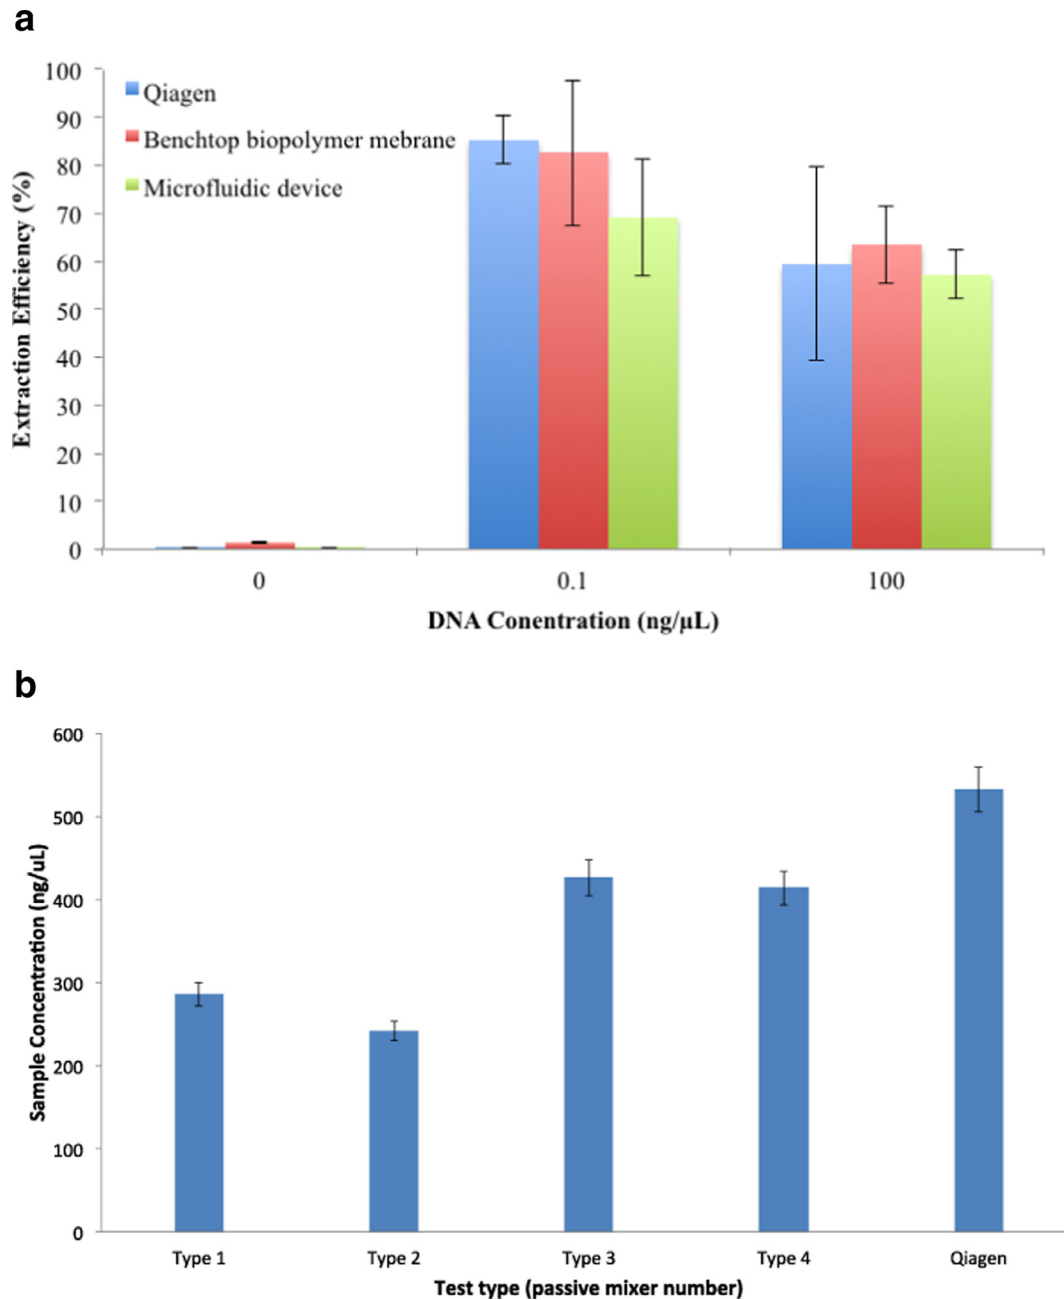 a
100
90
80
70
60
50
40
30
20
10
0
Extraction Efficiency (%)
Qiagen
Benchtop biopolymer mebrane
Microfluidic device
0 0.1 100
DNA Conentration (ng/µL)
b
600
500
400
300
200
100
0
Sample Concentration (ng/uL)
Type 1 Type 2 Type 3 Type 4 Qiagen
Test type (passive mixer number)